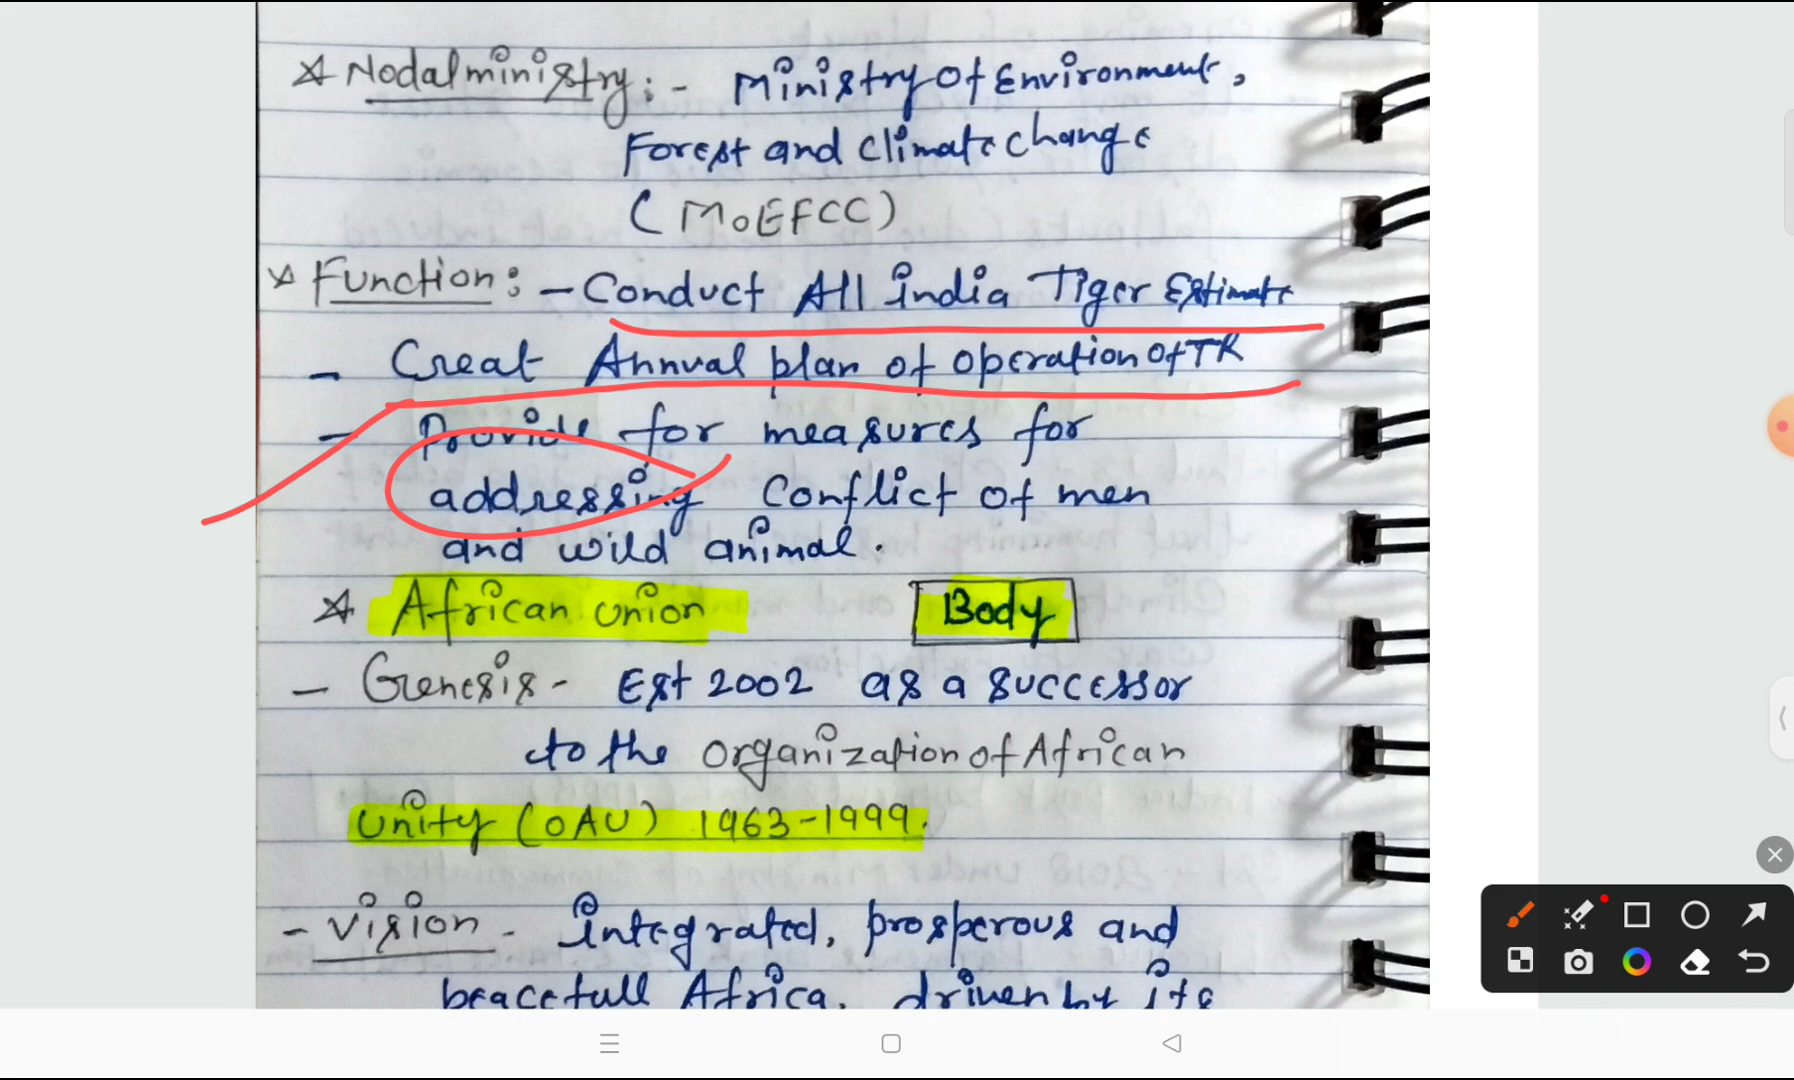 Nodal ministry :- Ministry of Environment,
Forest and climate change
(MoEFCC)
Function: - Conduct All India Tiger Estimate
- Creat Annual plan of operation of TR
- Provide for measures for
addressing Conflict of men
and wild animal.
African Union Body
- Genesis - Est 2002 as a successor
to the organization of African
Unity (OAU) 1963-1999.
- Vision - Integrated, prosperous and
peacefull Africa, driven by its